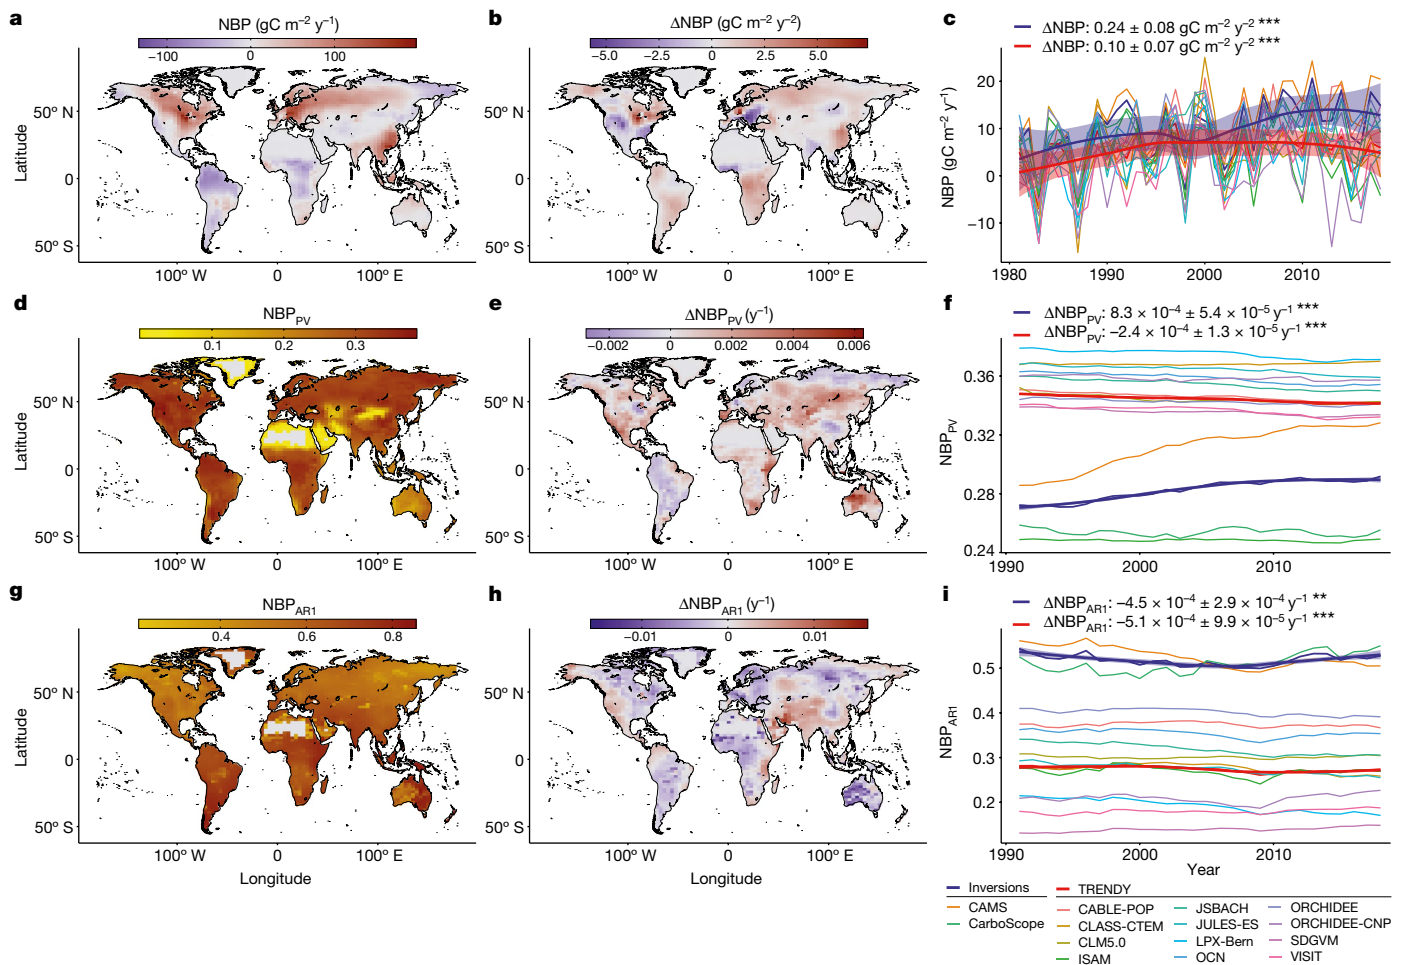 a
NBP (gC m⁻² y⁻¹)
−100 0 100
50° N
0
50° S
Latitude
100° W 0 100° E
b
ΔNBP (gC m⁻² y⁻²)
−5.0 −2.5 0 2.5 5.0
50° N
0
50° S
100° W 0 100° E
c
ΔNBP: 0.24 ± 0.08 gC m⁻² y⁻² ***
ΔNBP: 0.10 ± 0.07 gC m⁻² y⁻² ***
NBP (gC m⁻² y⁻¹)
20
10
0
−10
1980 1990 2000 2010
d
NBP_PV
0.1 0.2 0.3
50° N
0
50° S
Latitude
100° W 0 100° E
e
ΔNBP_PV (y⁻¹)
−0.002 0 0.002 0.004 0.006
50° N
0
50° S
100° W 0 100° E
f
ΔNBP_PV: 8.3 × 10⁻⁴ ± 5.4 × 10⁻⁵ y⁻¹ ***
ΔNBP_PV: −2.4 × 10⁻⁴ ± 1.3 × 10⁻⁵ y⁻¹ ***
NBP_PV
0.36
0.32
0.28
0.24
1990 2000 2010
g
NBP_AR1
0.4 0.6 0.8
50° N
0
50° S
Latitude
100° W 0 100° E
Longitude
h
ΔNBP_AR1 (y⁻¹)
−0.01 0 0.01
50° N
0
50° S
100° W 0 100° E
Longitude
i
ΔNBP_AR1: −4.5 × 10⁻⁴ ± 2.9 × 10⁻⁴ y⁻¹ **
ΔNBP_AR1: −5.1 × 10⁻⁴ ± 9.9 × 10⁻⁵ y⁻¹ ***
NBP_AR1
0.5
0.4
0.3
0.2
1990 2000 2010
Year
Inversions
CAMS
CarboScope
TRENDY
CABLE-POP
CLASS-CTEM
CLM5.0
ISAM
JSBACH
JULES-ES
LPX-Bern
OCN
ORCHIDEE
ORCHIDEE-CNP
SDGVM
VISIT